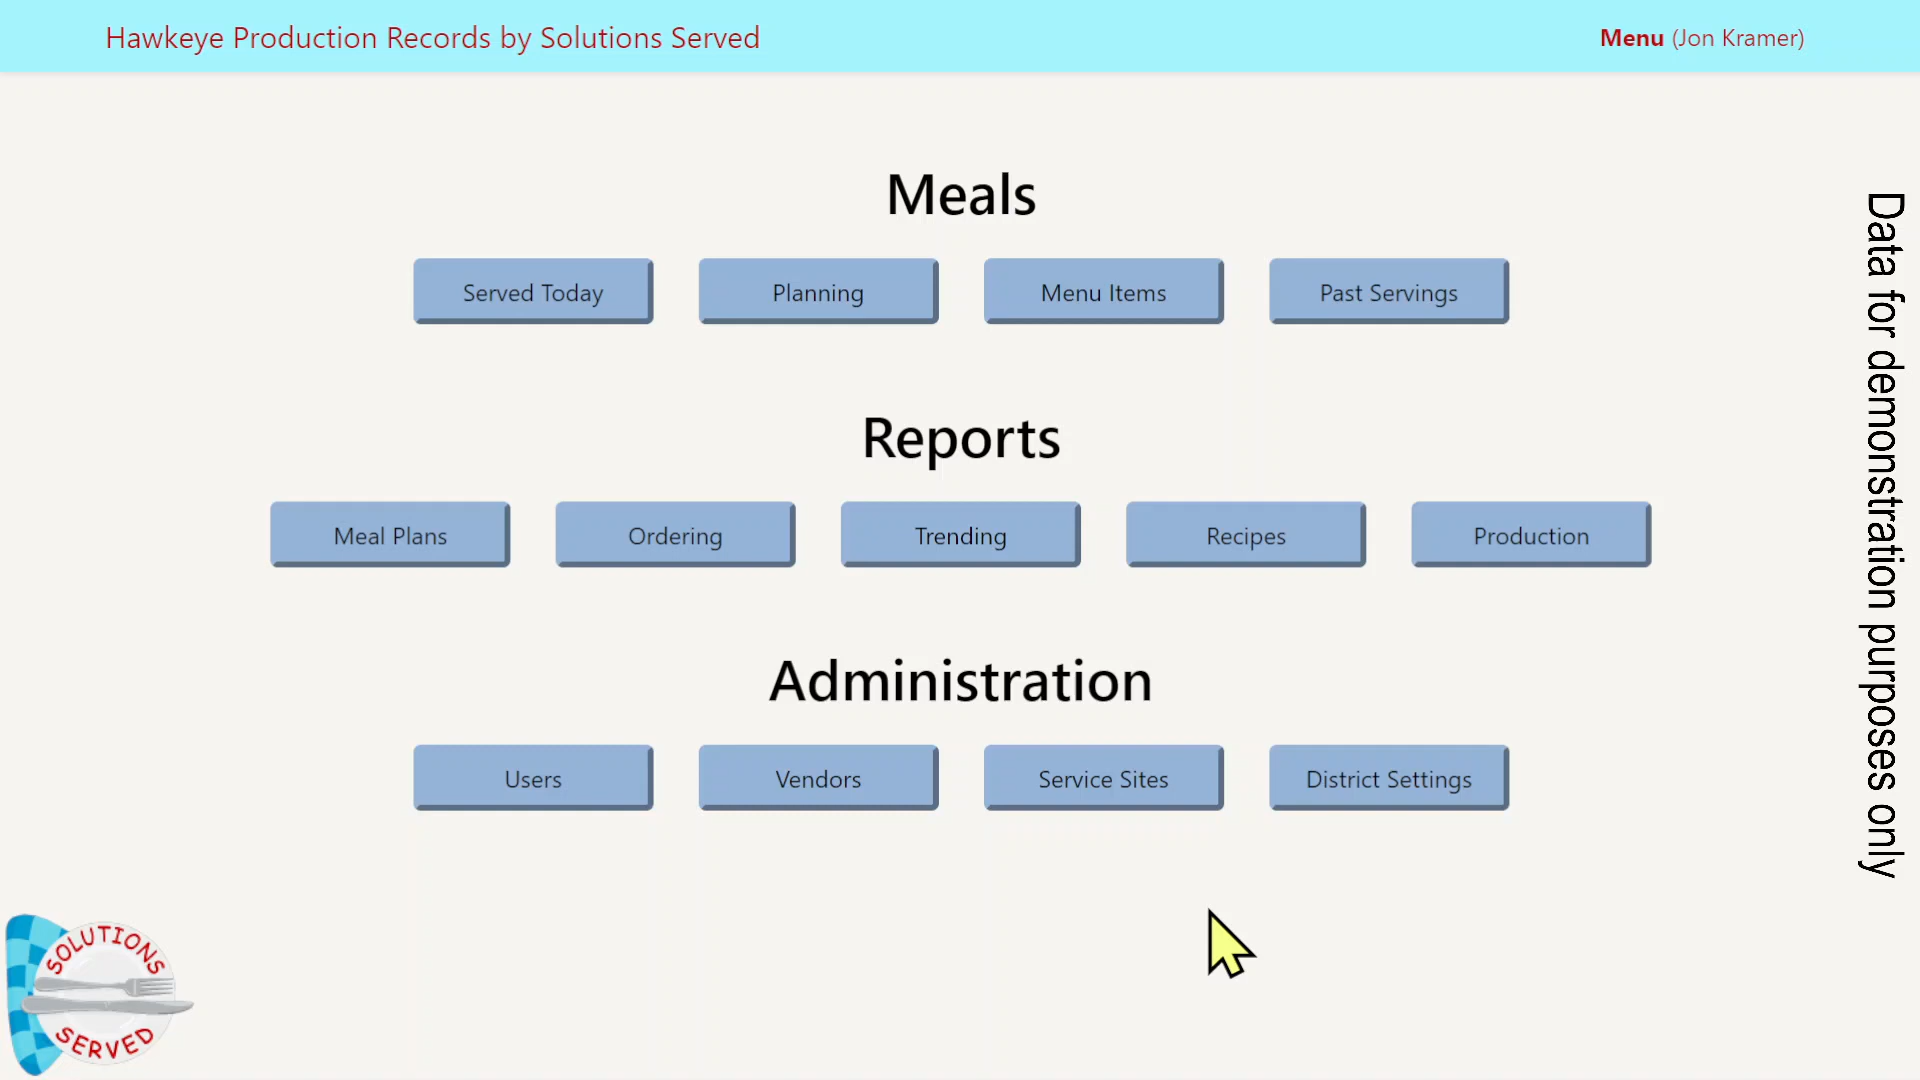 Hawkeye Production Records by Solutions Served
Menu (Jon Kramer)
Meals
Served Today
Planning
Menu Items
Past Servings
Reports
Meal Plans
Ordering
Trending
Recipes
Production
Administration
Users
Vendors
Service Sites
District Settings
Data for demonstration purposes only
SOLUTIONS
SERVED